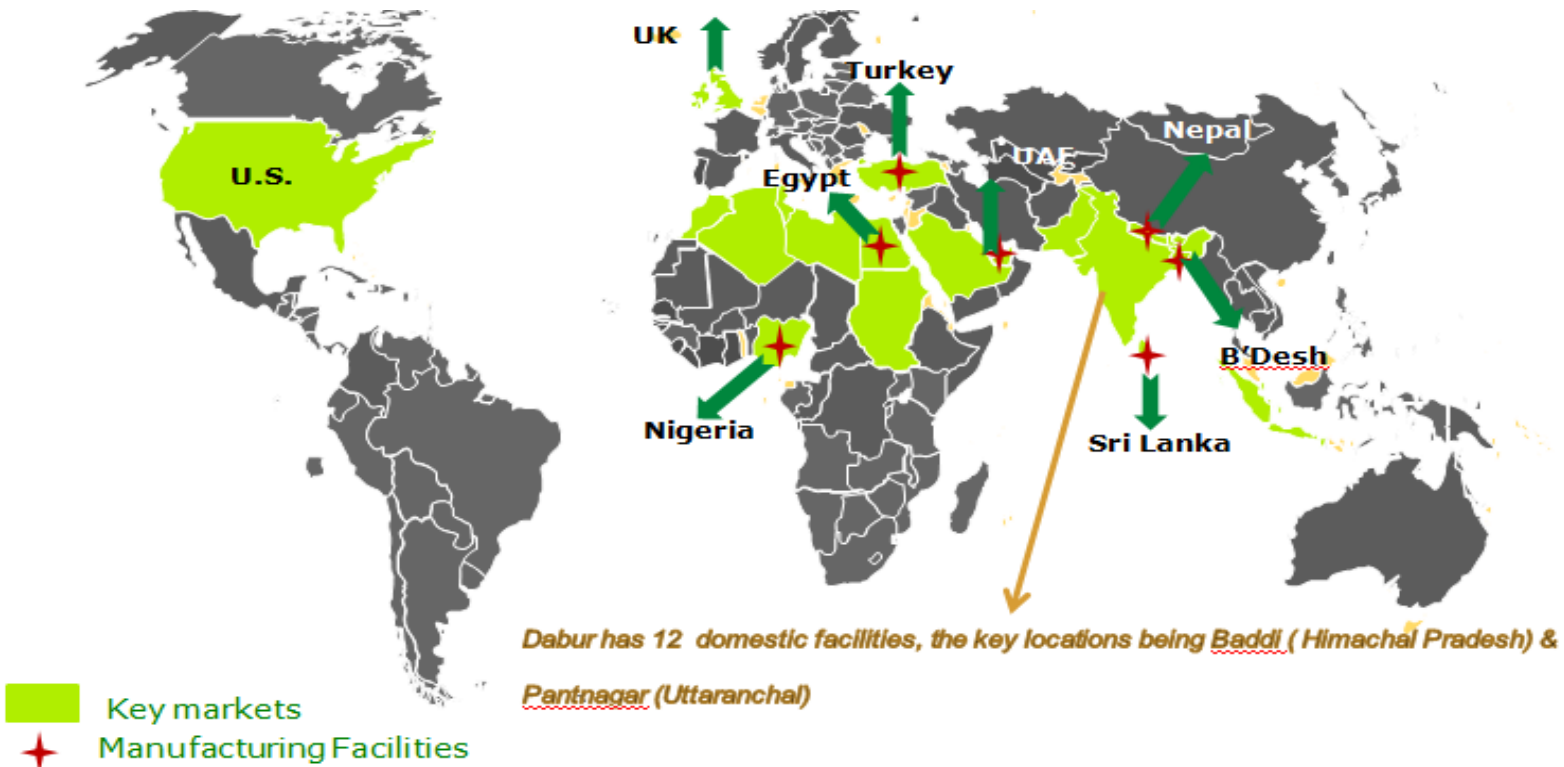 UK
Turkey
Nepal
U.S.
UAE
Egypt
B'Desh
Nigeria
Sri Lanka
Dabur has 12 domestic facilities, the key locations being Baddi ( Himachal Pradesh) &
Pantnagar (Uttaranchal)
Key markets
Manufacturing Facilities